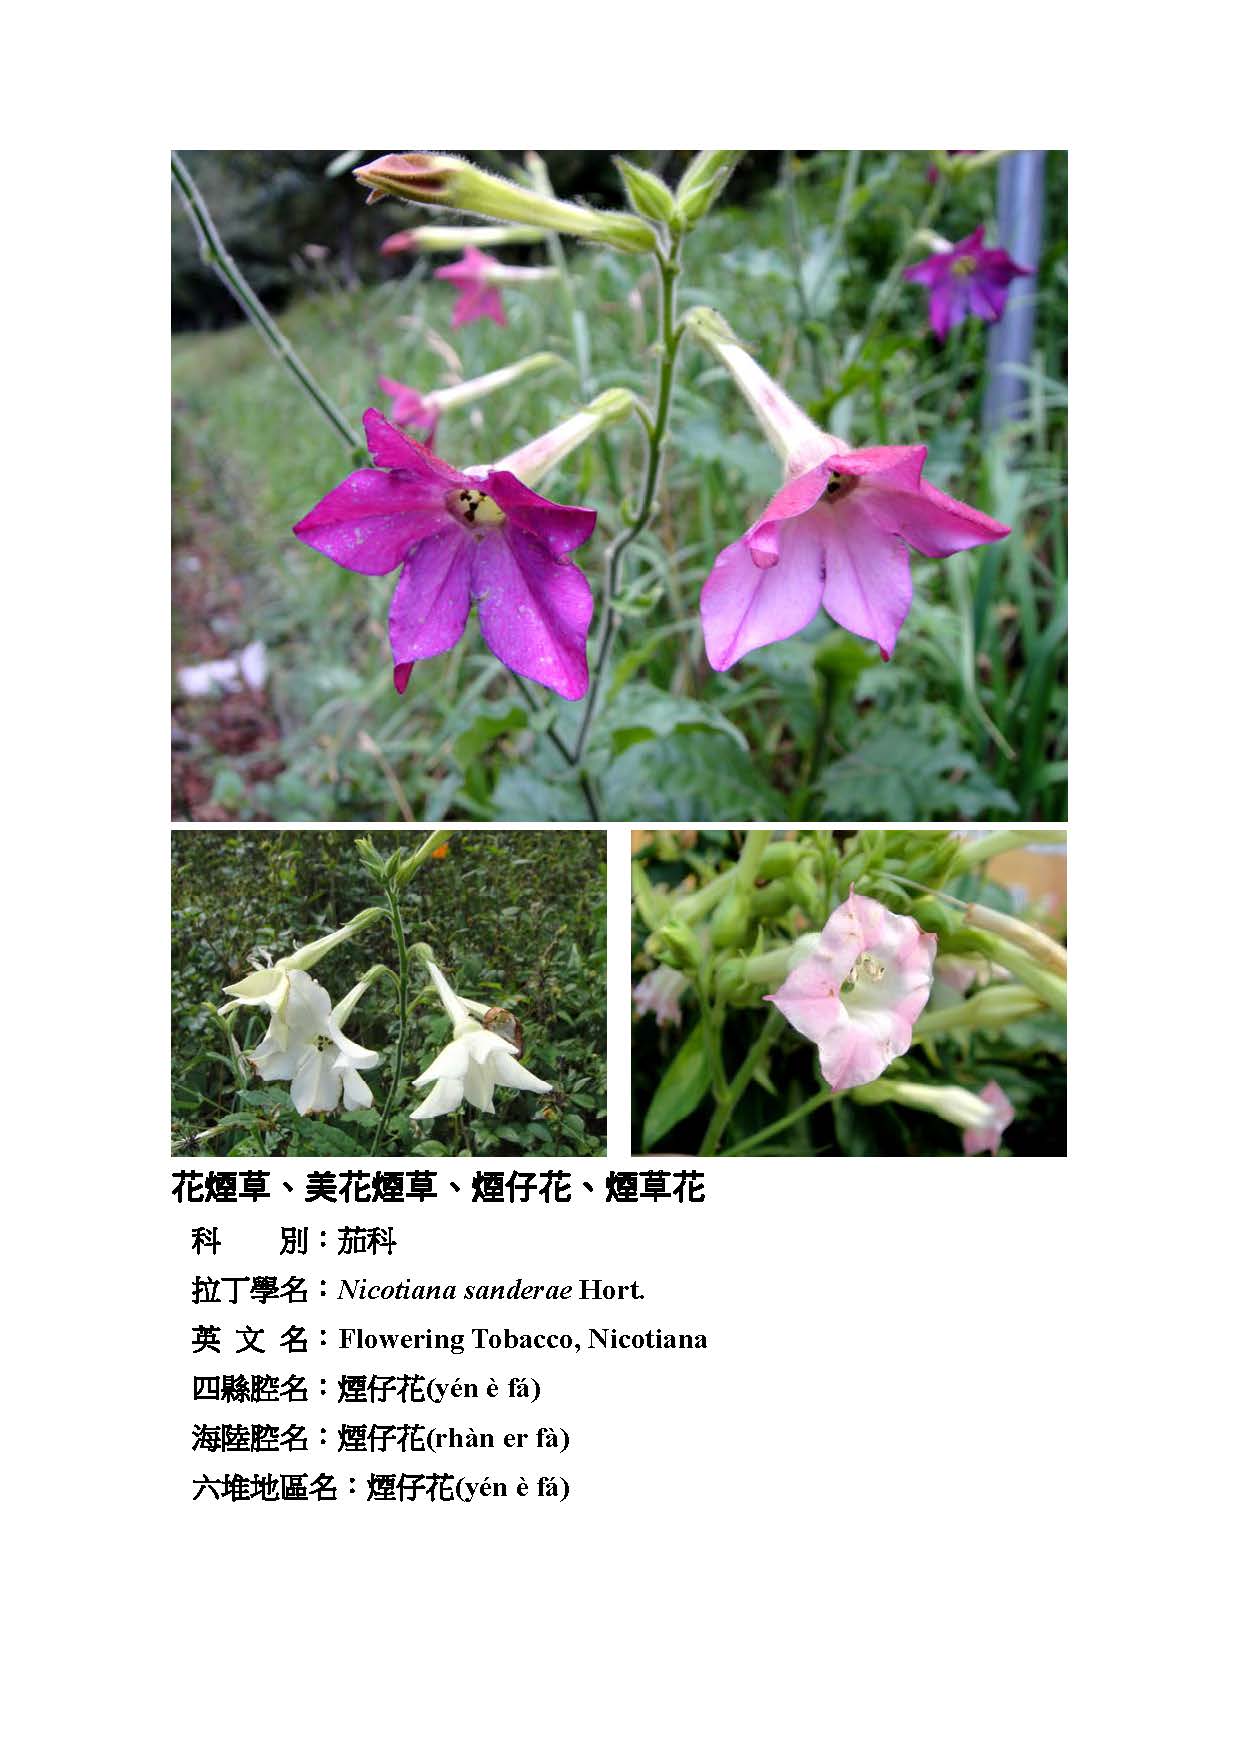 花煙草、美花煙草、煙仔花、煙草花
科　　別：茄科
拉丁學名：Nicotiana sanderae Hort.
英 文 名：Flowering Tobacco, Nicotiana
四縣腔名：煙仔花(yén è fá)
海陸腔名：煙仔花(rhàn er fà)
六堆地區名：煙仔花(yén è fá)